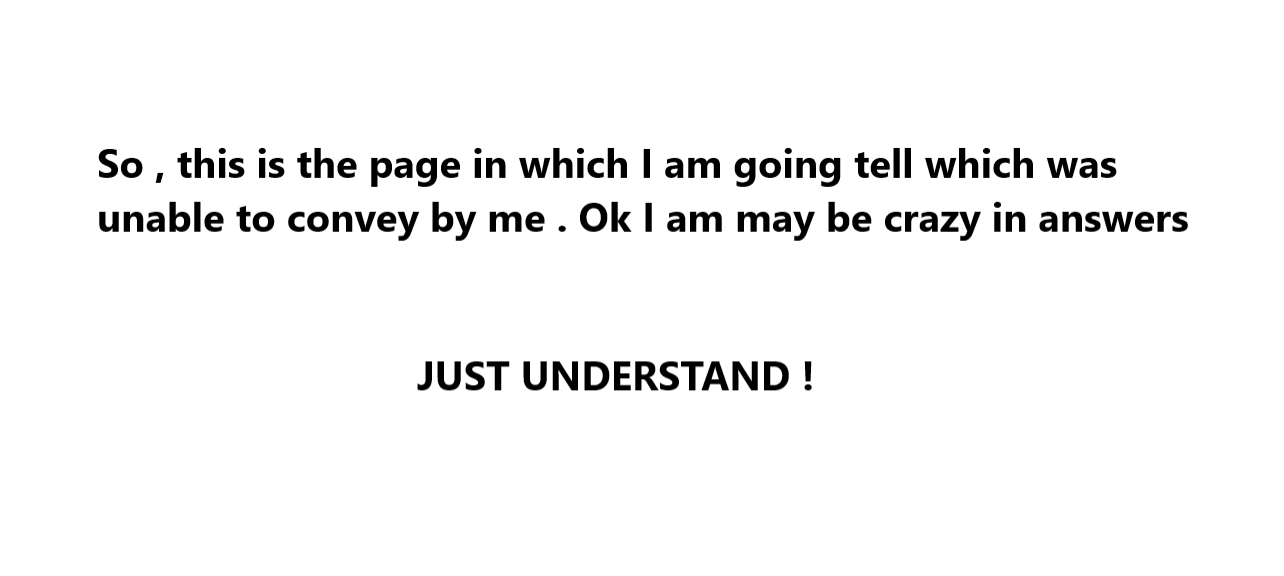 So , this is the page in which I am going tell which was
unable to convey by me . Ok I am may be crazy in answers
JUST UNDERSTAND !